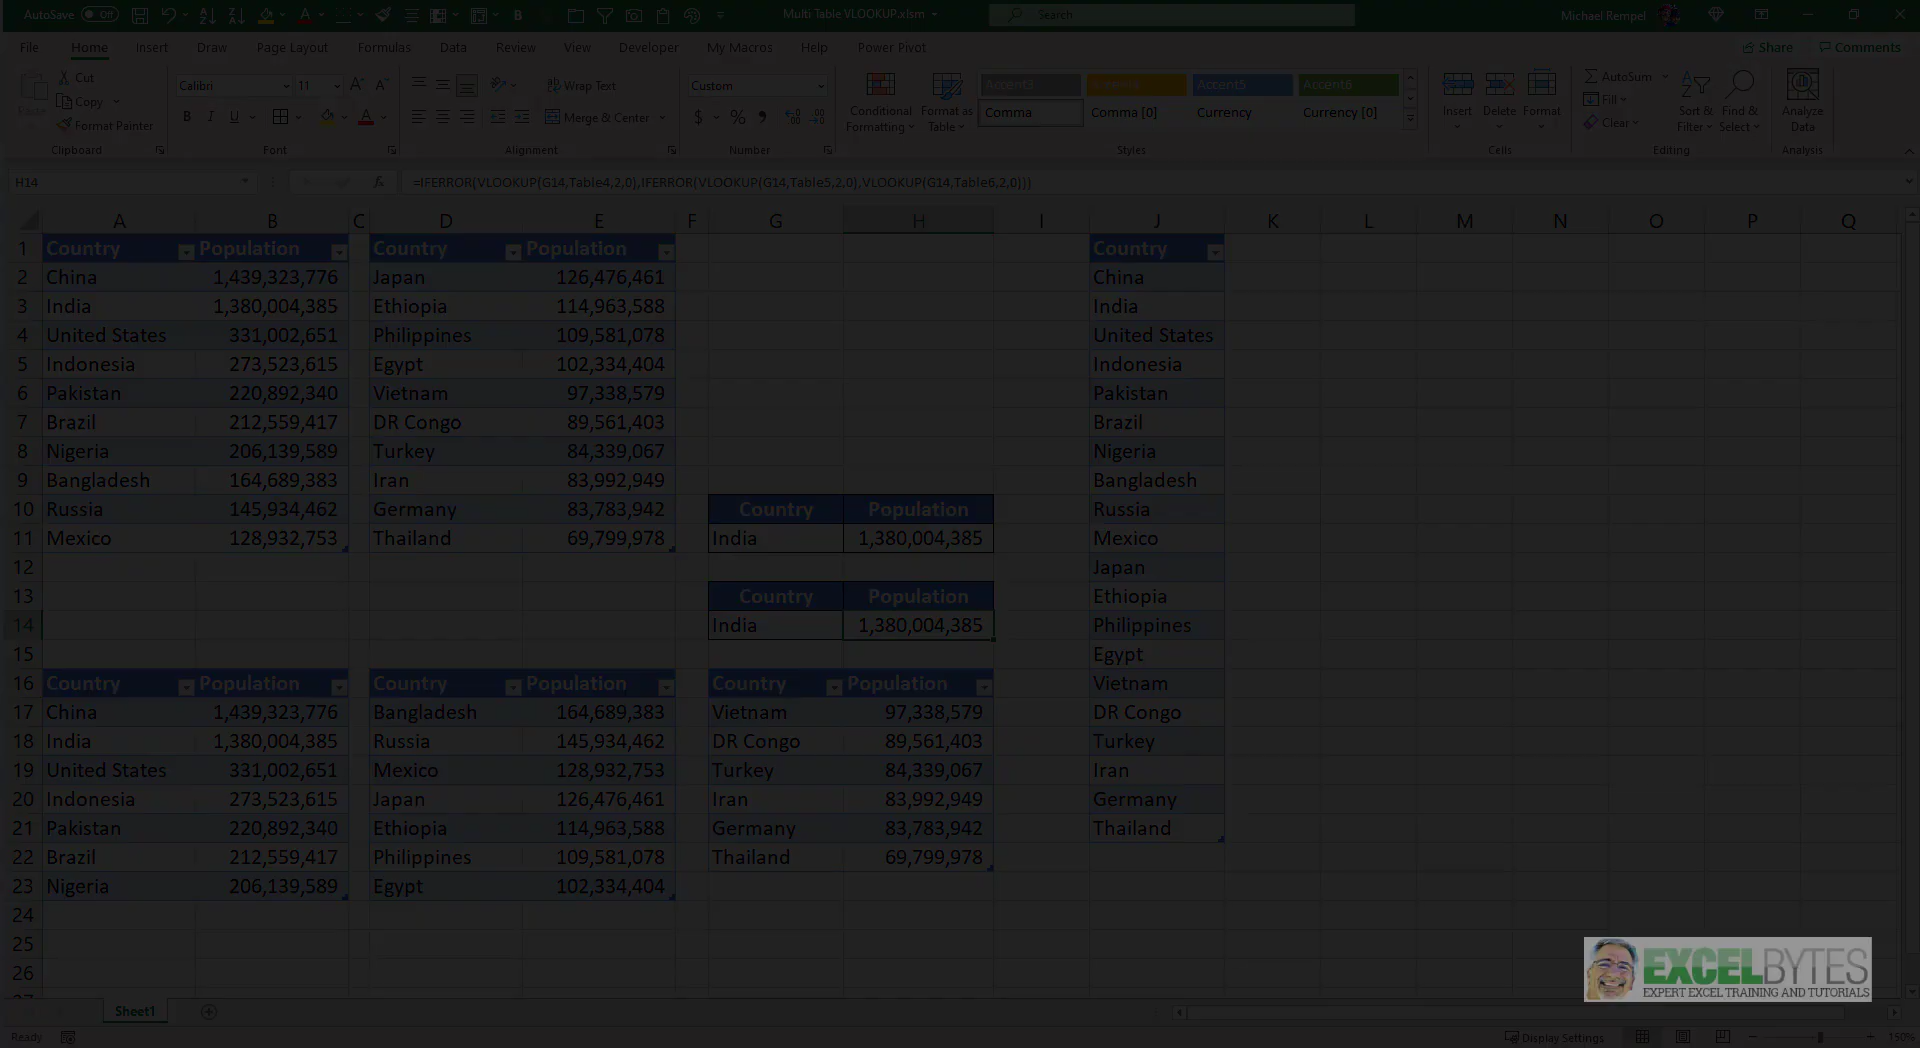 AutoSave Off Multi Table VLOOKUP.xlsm Search Michael Rempel
File Home Insert Draw Page Layout Formulas Data Review View Developer My Macros Help Power Pivot Share Comments
Paste Cut Copy Format Painter Clipboard
Calibri 11 B I U Font
Wrap Text Merge & Center Alignment
Custom $ % Number
Conditional Formatting Format as Table
Accent3 Accent4 Accent5 Accent6
Comma Comma [0] Currency Currency [0] Styles
Insert Delete Format Cells
AutoSum Fill Clear Sort & Filter Find & Select Editing
Analyze Data Analysis
H14 fx =IFERROR(VLOOKUP(G14,Table4,2,0),IFERROR(VLOOKUP(G14,Table5,2,0),VLOOKUP(G14,Table6,2,0)))
A B C D E F G H I J K L M N O P Q
1 Country Population Country Population Country
2 China 1,439,323,776 Japan 126,476,461 China
3 India 1,380,004,385 Ethiopia 114,963,588 India
4 United States 331,002,651 Philippines 109,581,078 United States
5 Indonesia 273,523,615 Egypt 102,334,404 Indonesia
6 Pakistan 220,892,340 Vietnam 97,338,579 Pakistan
7 Brazil 212,559,417 DR Congo 89,561,403 Brazil
8 Nigeria 206,139,589 Turkey 84,339,067 Nigeria
9 Bangladesh 164,689,383 Iran 83,992,949 Bangladesh
10 Russia 145,934,462 Germany 83,783,942 Country Population Russia
11 Mexico 128,932,753 Thailand 69,799,978 India 1,380,004,385 Mexico
12 Japan
13 Country Population Ethiopia
14 India 1,380,004,385 Philippines
15 Egypt
16 Country Population Country Population Country Population Vietnam
17 China 1,439,323,776 Bangladesh 164,689,383 Vietnam 97,338,579 DR Congo
18 India 1,380,004,385 Russia 145,934,462 DR Congo 89,561,403 Turkey
19 United States 331,002,651 Mexico 128,932,753 Turkey 84,339,067 Iran
20 Indonesia 273,523,615 Japan 126,476,461 Iran 83,992,949 Germany
21 Pakistan 220,892,340 Ethiopia 114,963,588 Germany 83,783,942 Thailand
22 Brazil 212,559,417 Philippines 109,581,078 Thailand 69,799,978
23 Nigeria 206,139,589 Egypt 102,334,404
24
25
26
EXCELBYTES
EXPERT EXCEL TRAINING AND TUTORIALS
Sheet1
Ready Display Settings 150%